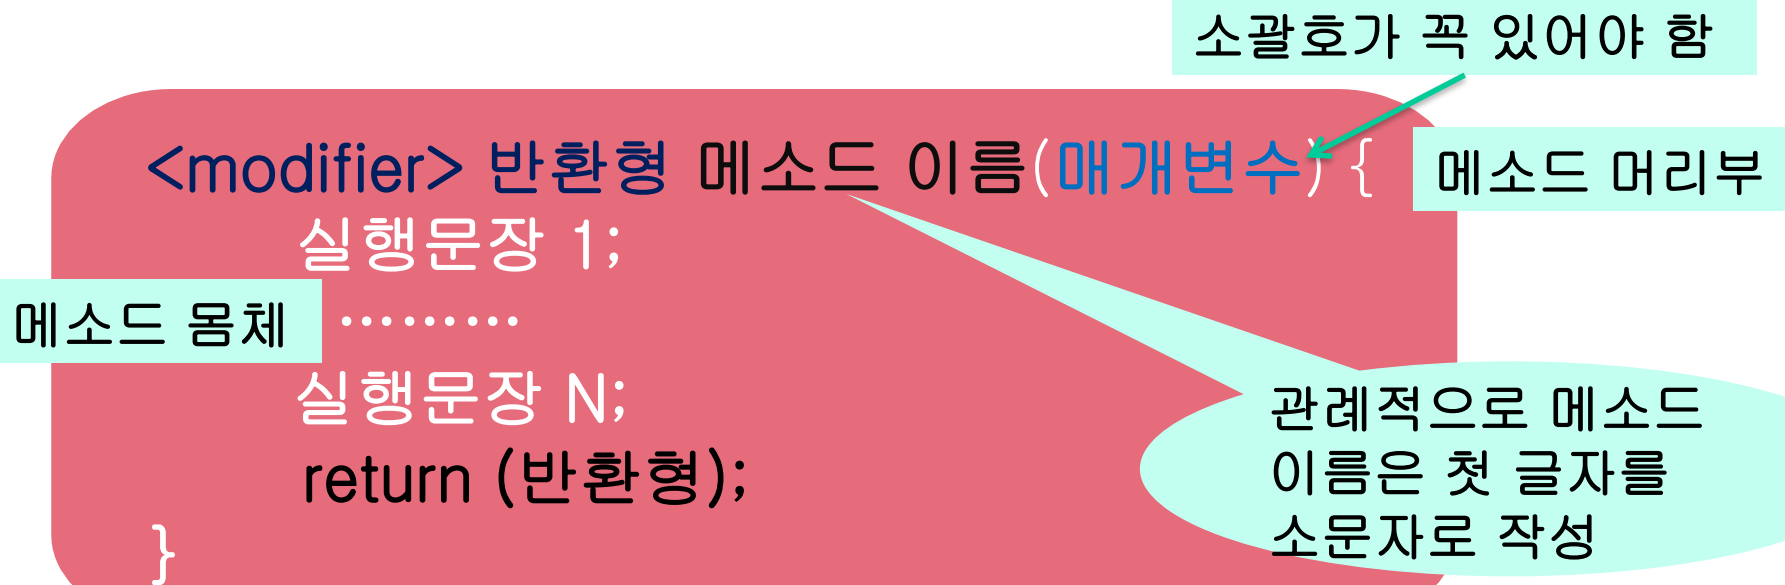 소괄호가 꼭 있어야 함
<modifier> 반환형 메소드 이름(매개변수) {
메소드 머리부
실행문장 1;
메소드 몸체
………
실행문장 N;
return (반환형);
}
관례적으로 메소드
이름은 첫 글자를
소문자로 작성